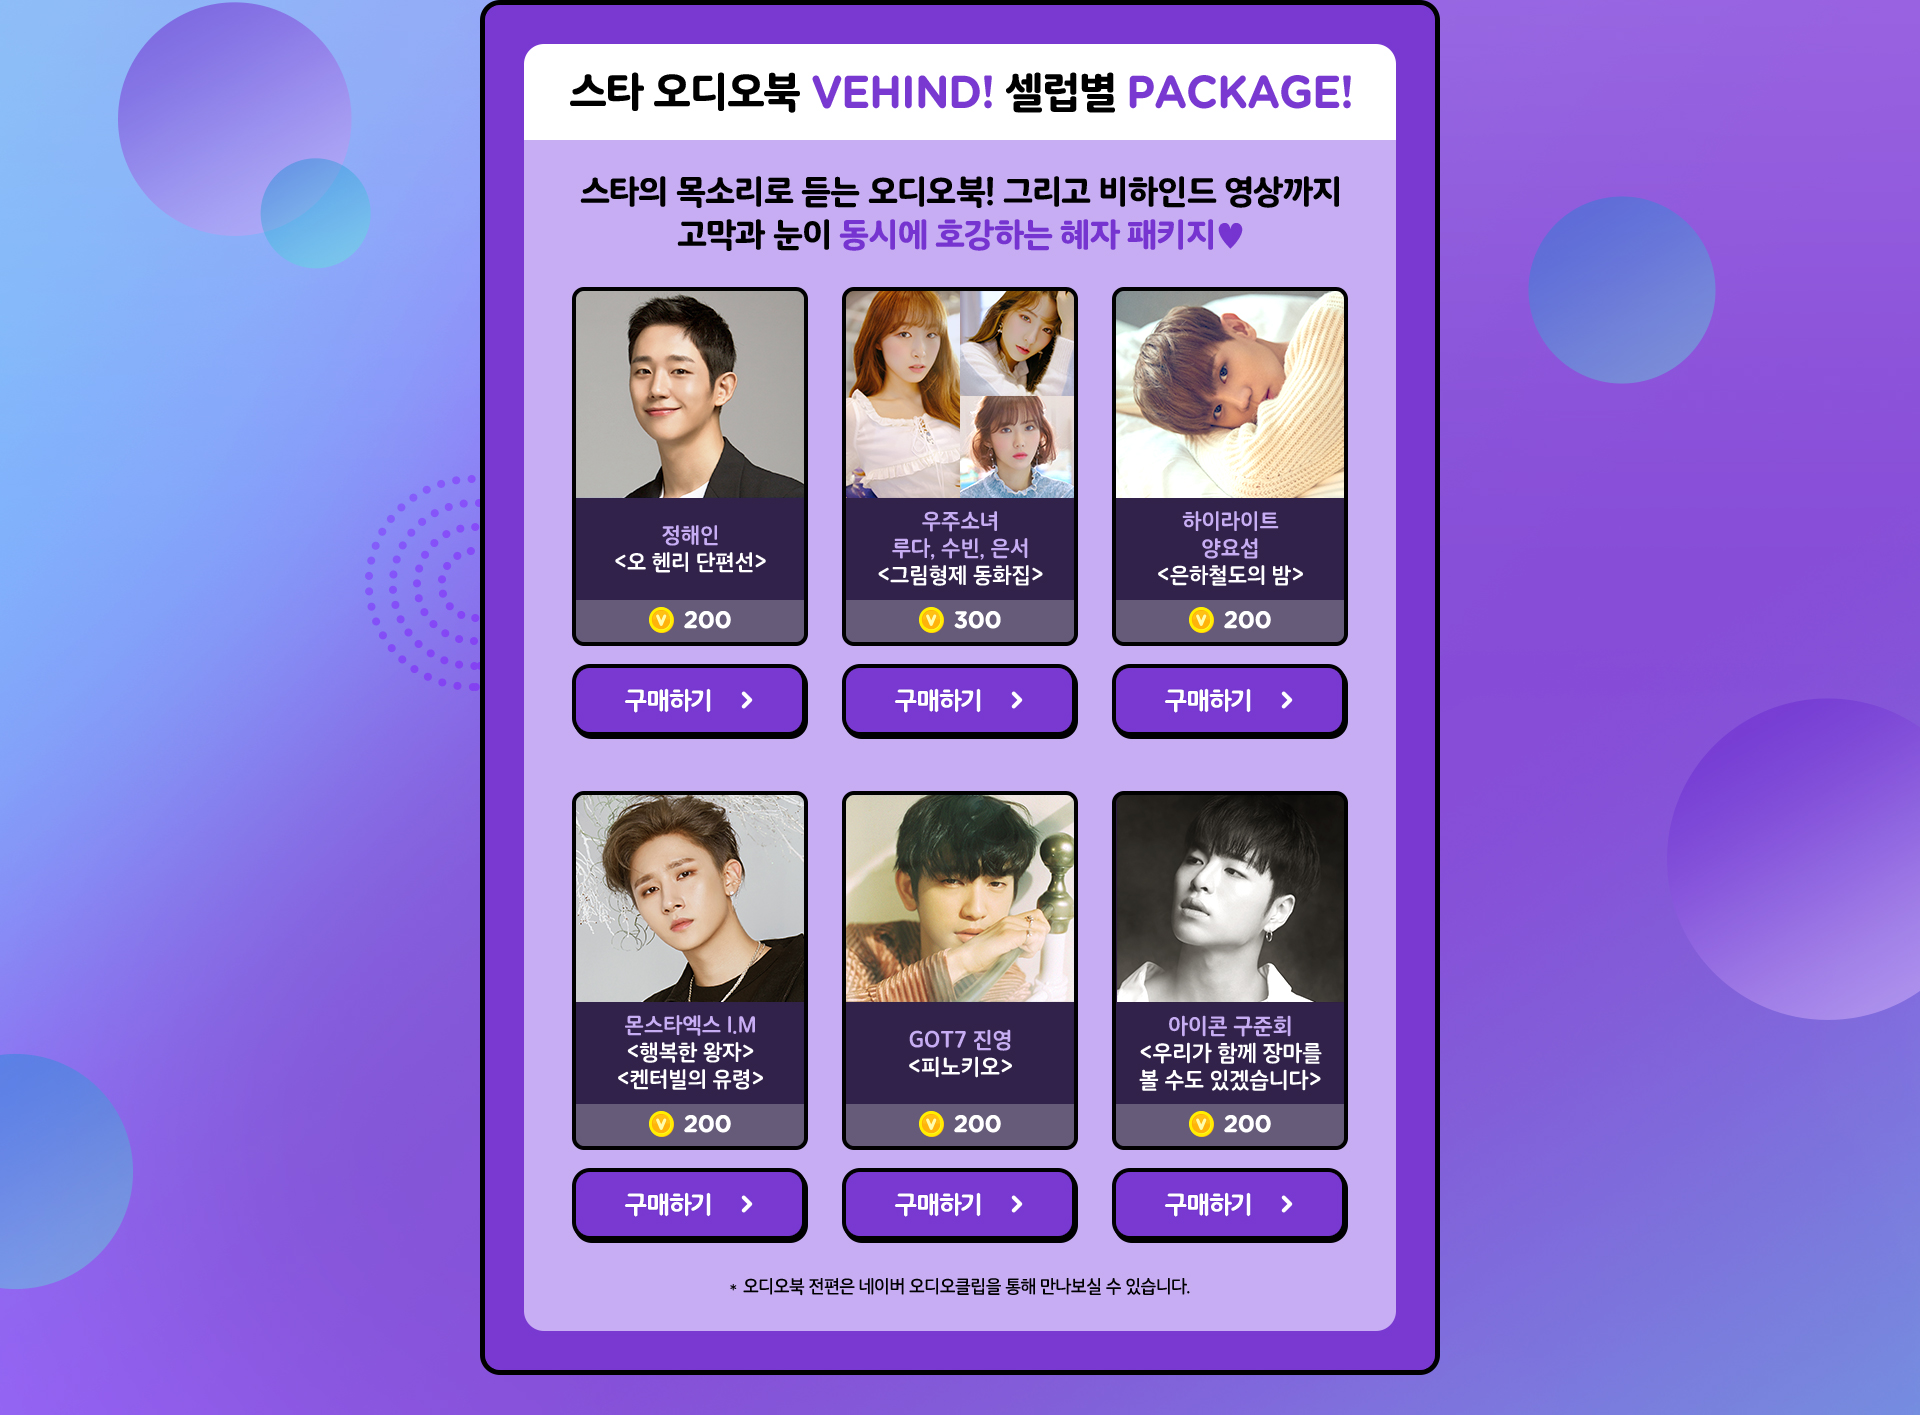 스타 오디오북 VEHIND! 셀럽별 PACKAGE!
스타의 목소리로 듣는 오디오북! 그리고 비하인드 영상까지
고막과 눈이 동시에 호강하는 혜자 패키지♥
정해인
<오 헨리 단편선>
V 200
구매하기 >
우주소녀
루다, 수빈, 은서
<그림형제 동화집>
V 300
구매하기 >
하이라이트
양요섭
<은하철도의 밤>
V 200
구매하기 >
몬스타엑스 I.M
<행복한 왕자>
<켄터빌의 유령>
V 200
구매하기 >
GOT7 진영
<피노키오>
V 200
구매하기 >
아이콘 구준회
<우리가 함께 장마를
볼 수도 있겠습니다>
V 200
구매하기 >
* 오디오북 전편은 네이버 오디오클립을 통해 만나보실 수 있습니다.